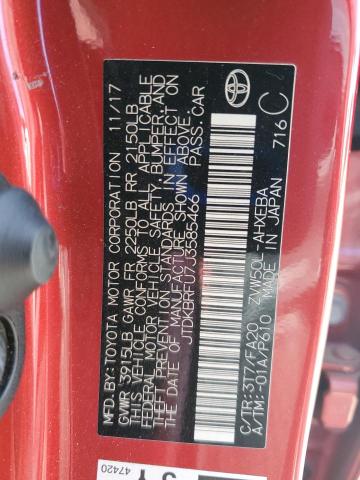 MFD. BY: TOYOTA MOTOR CORPORATION 11/17
GVWR 3915LB GAWR FR 2250LB RR 2150LB
THIS VEHICLE CONFORMS TO ALL APPLICABLE
FEDERAL MOTOR VEHICLE SAFETY, BUMPER, AND
THEFT PREVENTION STANDARDS IN EFFECT ON
THE DATE OF MANUFACTURE SHOWN ABOVE.
JTDKBRFU7J3585466 PASS CAR
C/TR: 3T7/FA20 ZVW50L-AHXEBA
A/TM: -01A/P610 MADE IN JAPAN 716 C
47420